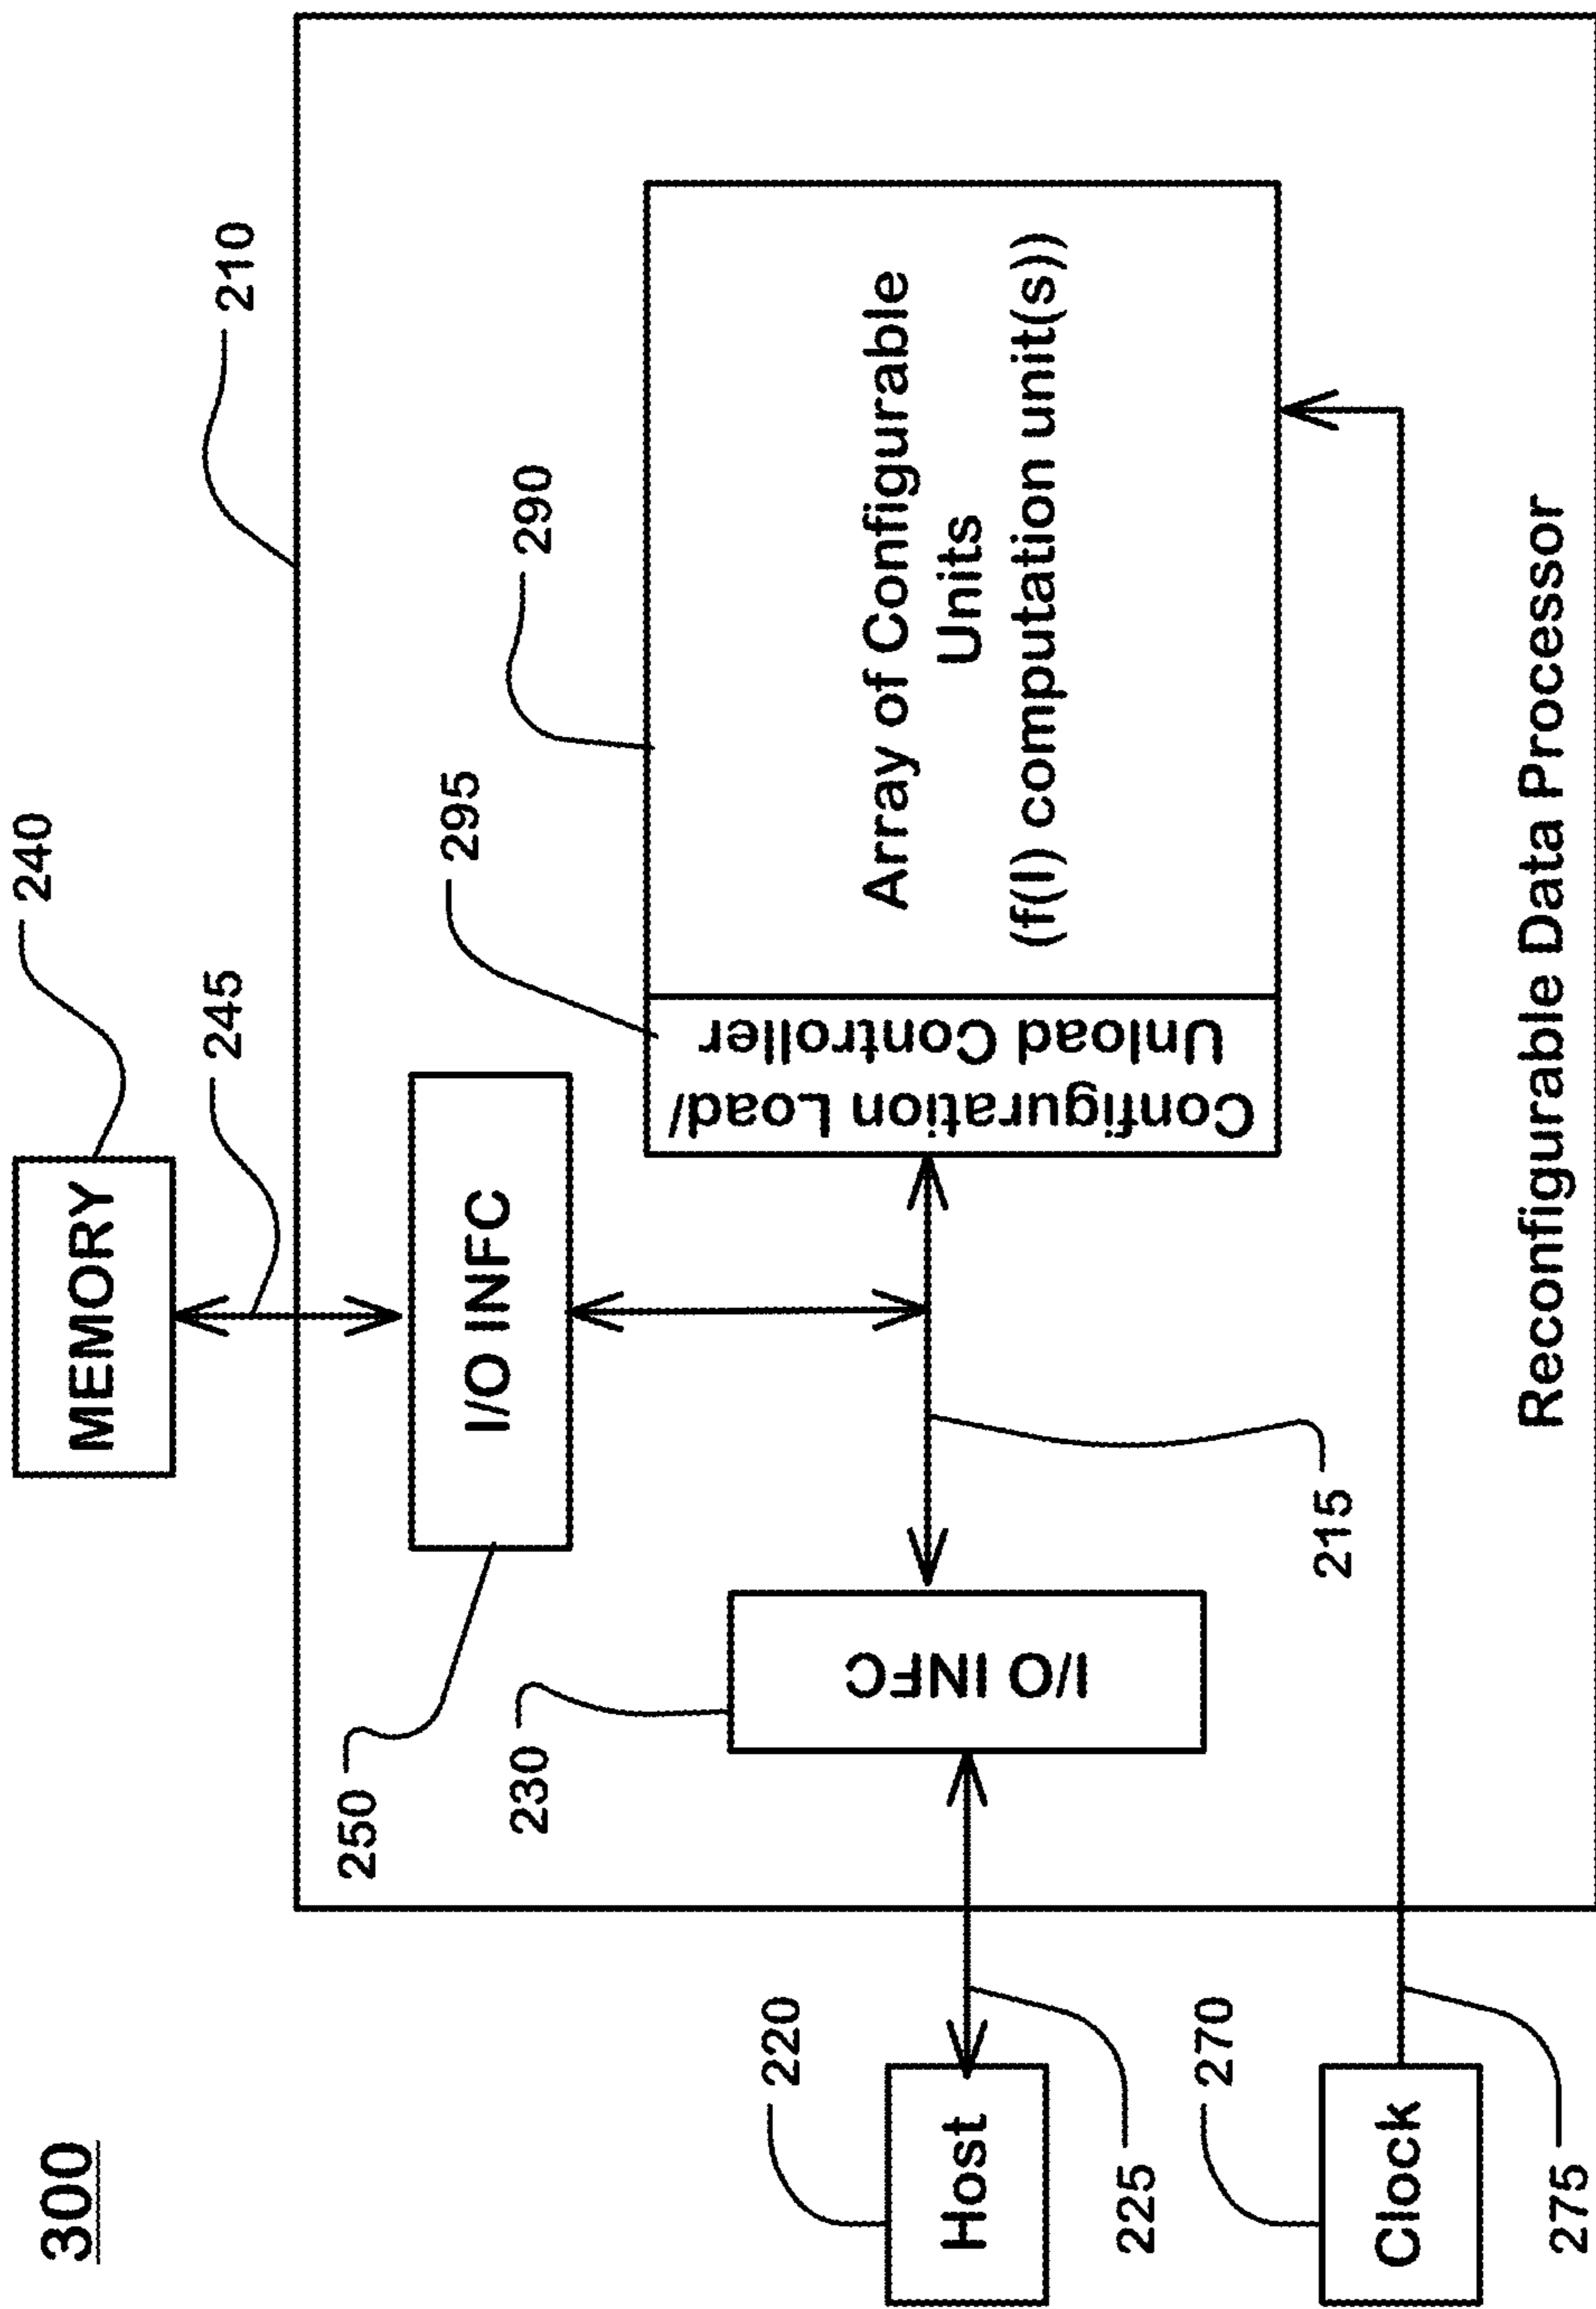 300
MEMORY
240
245
210
I/O INFC
250
295
290
230
I/O INFC
Configuration Load/
Unload Controller
Array of Configurable
Units
(f(I) computation unit(s))
220
Host
225
215
270
Clock
275
Reconfigurable Data Processor